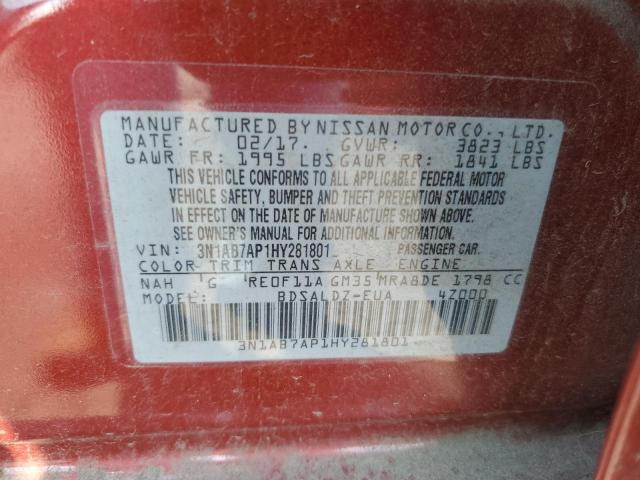 MANUFACTURED BY NISSAN MOTOR CO., LTD.
DATE: 02/17. GVWR: 3823 LBS
GAWR FR: 1995 LBS GAWR RR: 1841 LBS
THIS VEHICLE CONFORMS TO ALL APPLICABLE FEDERAL MOTOR
VEHICLE SAFETY, BUMPER AND THEFT PREVENTION STANDARDS
IN EFFECT ON THE DATE OF MANUFACTURE SHOWN ABOVE.
SEE OWNER'S MANUAL FOR ADDITIONAL INFORMATION.
VIN: 3N1AB7AP1HY281801 PASSENGER CAR.
COLOR TRIM TRANS AXLE ENGINE
NAH G RE0F11A GM35 MRA8DE 1798 CC
MODEL: BDSALDZ-EUA 4Z000
3N1AB7AP1HY281801